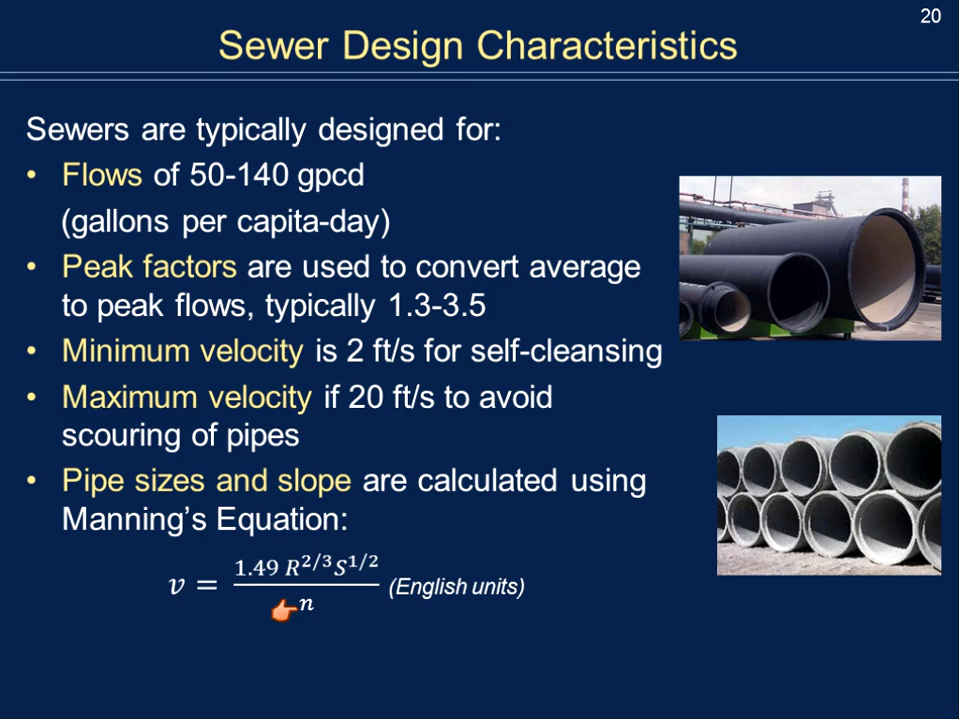 20
Sewer Design Characteristics
Sewers are typically designed for:
• Flows of 50-140 gpcd
(gallons per capita-day)
• Peak factors are used to convert average
to peak flows, typically 1.3-3.5
• Minimum velocity is 2 ft/s for self-cleansing
• Maximum velocity if 20 ft/s to avoid
scouring of pipes
• Pipe sizes and slope are calculated using
Manning's Equation:
v = 1.49 R^2/3 S^1/2 / n (English units)